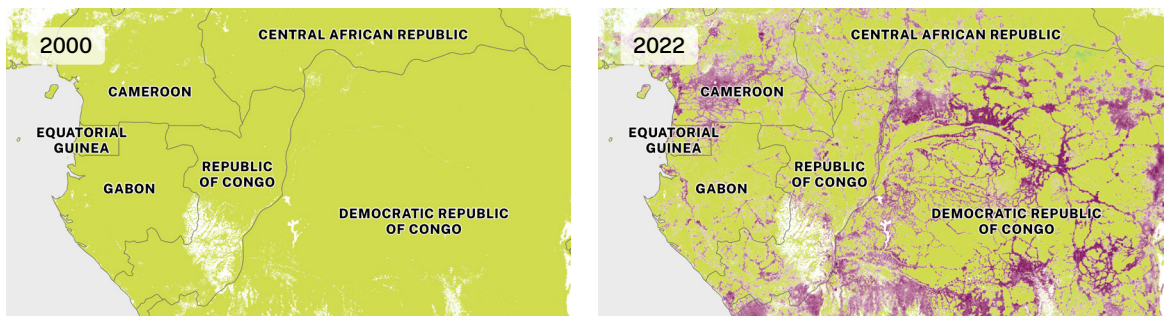 2000
CENTRAL AFRICAN REPUBLIC
CAMEROON
EQUATORIAL
GUINEA
REPUBLIC
OF CONGO
GABON
DEMOCRATIC REPUBLIC
OF CONGO
2022
CENTRAL AFRICAN REPUBLIC
CAMEROON
EQUATORIAL
GUINEA
REPUBLIC
OF CONGO
GABON
DEMOCRATIC REPUBLIC
OF CONGO